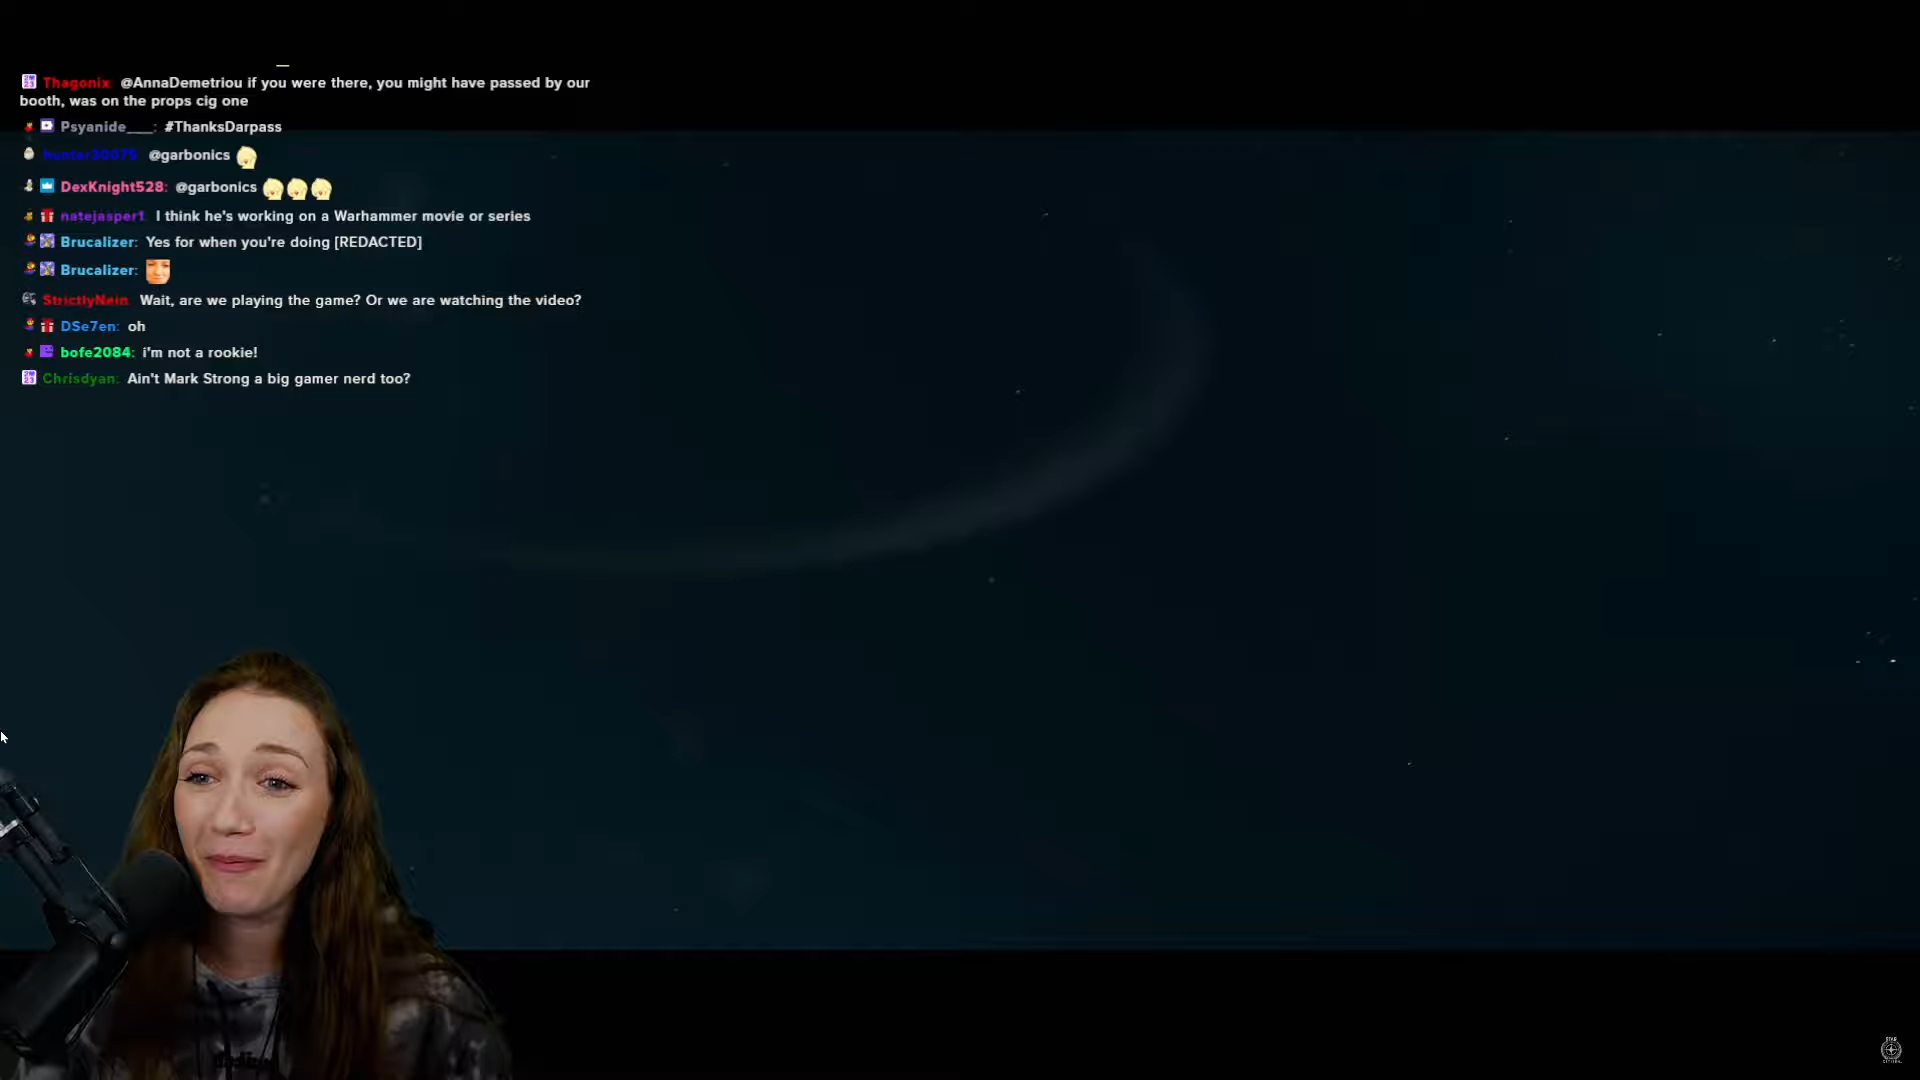 Thagonix: @AnnaDemetriou if you were there, you might have passed by our
booth, was on the props cig one
Psyanide___: #ThanksDarpass
hunter30075: @garbonics
DexKnight528: @garbonics
natejasper1: I think he's working on a Warhammer movie or series
Brucalizer: Yes for when you're doing [REDACTED]
Brucalizer:
StrictlyNein: Wait, are we playing the game? Or we are watching the video?
DSe7en: oh
bofe2084: i'm not a rookie!
Chrisdyan: Ain't Mark Strong a big gamer nerd too?
STAR
CITIZEN